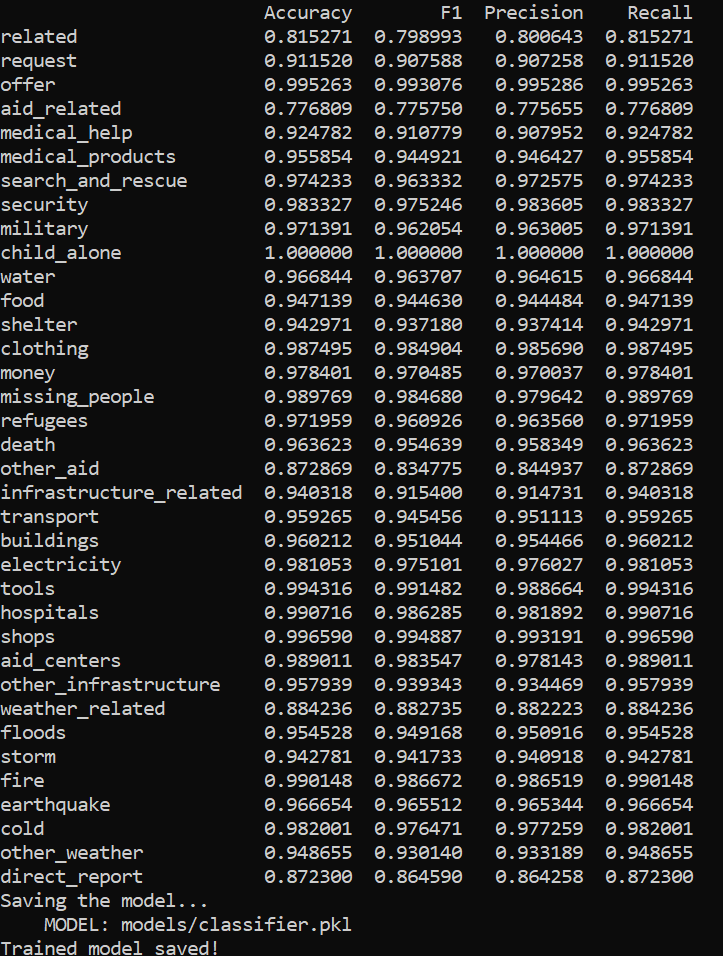 Accuracy F1 Precision Recall
related 0.815271 0.798993 0.800643 0.815271
request 0.911520 0.907588 0.907258 0.911520
offer 0.995263 0.993076 0.995286 0.995263
aid_related 0.776809 0.775750 0.775655 0.776809
medical_help 0.924782 0.910779 0.907952 0.924782
medical_products 0.955854 0.944921 0.946427 0.955854
search_and_rescue 0.974233 0.963332 0.972575 0.974233
security 0.983327 0.975246 0.983605 0.983327
military 0.971391 0.962054 0.963005 0.971391
child_alone 1.000000 1.000000 1.000000 1.000000
water 0.966844 0.963707 0.964615 0.966844
food 0.947139 0.944630 0.944484 0.947139
shelter 0.942971 0.937180 0.937414 0.942971
clothing 0.987495 0.984904 0.985690 0.987495
money 0.978401 0.970485 0.970037 0.978401
missing_people 0.989769 0.984680 0.979642 0.989769
refugees 0.971959 0.960926 0.963560 0.971959
death 0.963623 0.954639 0.958349 0.963623
other_aid 0.872869 0.834775 0.844937 0.872869
infrastructure_related 0.940318 0.915400 0.914731 0.940318
transport 0.959265 0.945456 0.951113 0.959265
buildings 0.960212 0.951044 0.954466 0.960212
electricity 0.981053 0.975101 0.976027 0.981053
tools 0.994316 0.991482 0.988664 0.994316
hospitals 0.990716 0.986285 0.981892 0.990716
shops 0.996590 0.994887 0.993191 0.996590
aid_centers 0.989011 0.983547 0.978143 0.989011
other_infrastructure 0.957939 0.939343 0.934469 0.957939
weather_related 0.884236 0.882735 0.882223 0.884236
floods 0.954528 0.949168 0.950916 0.954528
storm 0.942781 0.941733 0.940918 0.942781
fire 0.990148 0.986672 0.986519 0.990148
earthquake 0.966654 0.965512 0.965344 0.966654
cold 0.982001 0.976471 0.977259 0.982001
other_weather 0.948655 0.930140 0.933189 0.948655
direct_report 0.872300 0.864590 0.864258 0.872300
Saving the model...
MODEL: models/classifier.pkl
Trained model saved!